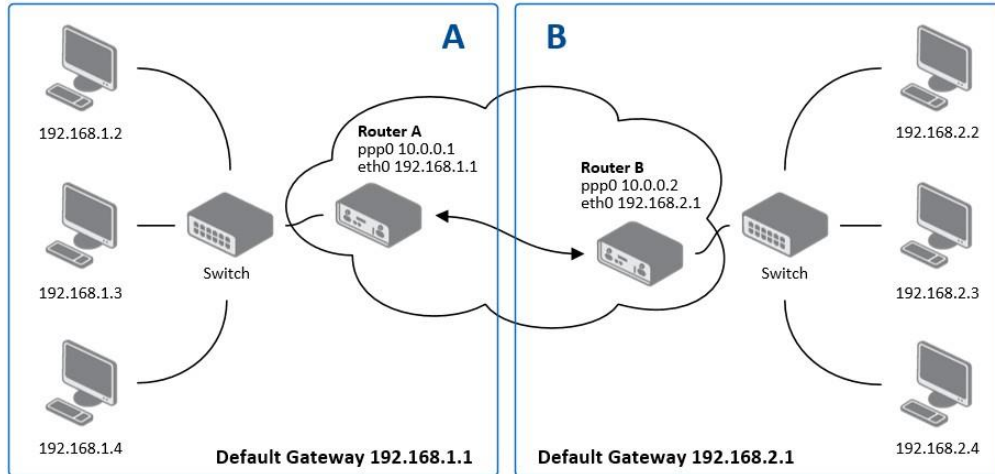 A
B
192.168.1.2
192.168.1.3
192.168.1.4
Switch
Router A
ppp0 10.0.0.1
eth0 192.168.1.1
Default Gateway 192.168.1.1
Router B
ppp0 10.0.0.2
eth0 192.168.2.1
Switch
192.168.2.2
192.168.2.3
192.168.2.4
Default Gateway 192.168.2.1